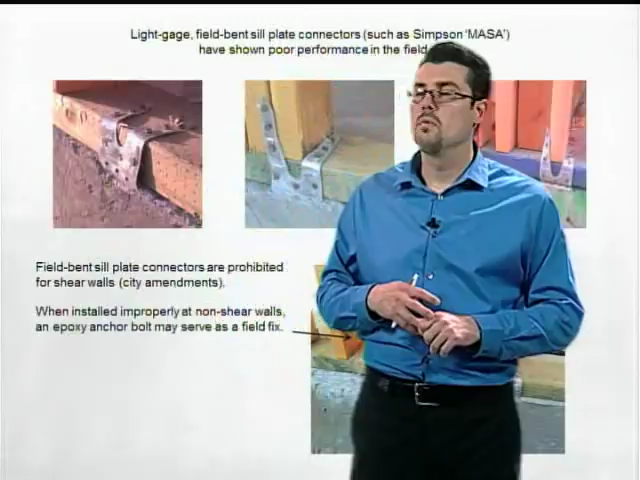 Light-gage, field-bent sill plate connectors (such as Simpson 'MASA')
have shown poor performance in the field.
Field-bent sill plate connectors are prohibited
for shear walls (city amendments).
When installed improperly at non-shear walls,
an epoxy anchor bolt may serve as a field fix.